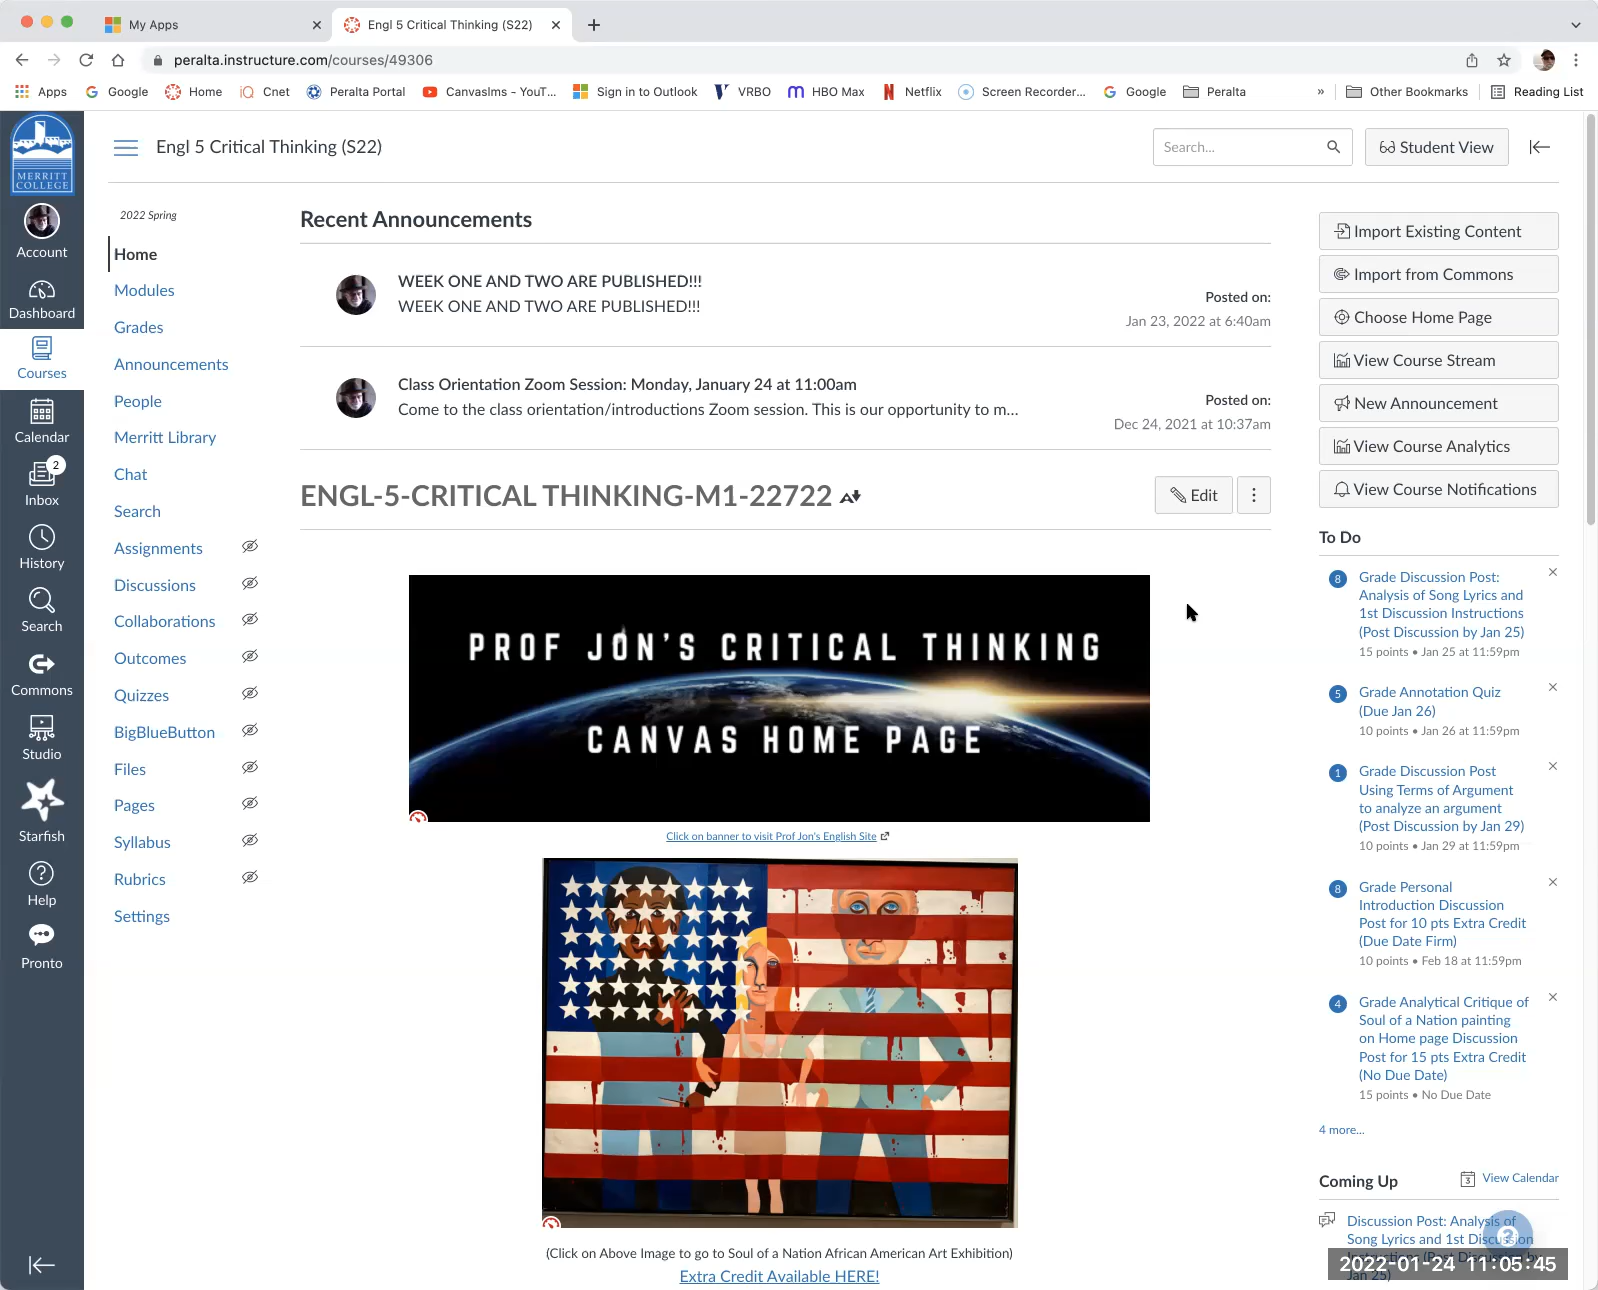 My Apps
Engl 5 Critical Thinking (S22)
peralta.instructure.com/courses/49306
Apps
Google
Home
Cnet
Peralta Portal
Canvaslms - YouT...
Sign in to Outlook
VRBO
HBO Max
Netflix
Screen Recorder...
Google
Peralta
»
Other Bookmarks
Reading List
MERRITT
COLLEGE
Account
Dashboard
Courses
Calendar
2
Inbox
History
Search
Commons
Studio
Starfish
Help
Pronto
Engl 5 Critical Thinking (S22)
Search...
Student View
2022 Spring
Home
Modules
Grades
Announcements
People
Merritt Library
Chat
Search
Assignments
Discussions
Collaborations
Outcomes
Quizzes
BigBlueButton
Files
Pages
Syllabus
Rubrics
Settings
Recent Announcements
WEEK ONE AND TWO ARE PUBLISHED!!!
WEEK ONE AND TWO ARE PUBLISHED!!!
Posted on:
Jan 23, 2022 at 6:40am
Class Orientation Zoom Session: Monday, January 24 at 11:00am
Come to the class orientation/introductions Zoom session. This is our opportunity to m...
Posted on:
Dec 24, 2021 at 10:37am
ENGL-5-CRITICAL THINKING-M1-22722
Edit
PROF JON'S CRITICAL THINKING
CANVAS HOME PAGE
Click on banner to visit Prof Jon's English Site
(Click on Above Image to go to Soul of a Nation African American Art Exhibition)
Extra Credit Available HERE!
Import Existing Content
Import from Commons
Choose Home Page
View Course Stream
New Announcement
View Course Analytics
View Course Notifications
To Do
8
Grade Discussion Post:
Analysis of Song Lyrics and
1st Discussion Instructions
(Post Discussion by Jan 25)
15 points • Jan 25 at 11:59pm
5
Grade Annotation Quiz
(Due Jan 26)
10 points • Jan 26 at 11:59pm
1
Grade Discussion Post
Using Terms of Argument
to analyze an argument
(Post Discussion by Jan 29)
10 points • Jan 29 at 11:59pm
8
Grade Personal
Introduction Discussion
Post for 10 pts Extra Credit
(Due Date Firm)
10 points • Feb 18 at 11:59pm
4
Grade Analytical Critique of
Soul of a Nation painting
on Home page Discussion
Post for 15 pts Extra Credit
(No Due Date)
15 points • No Due Date
4 more...
Coming Up
3
View Calendar
Discussion Post: Analysis of
Song Lyrics and 1st Discussion
Instructions (Post Discussion by
Jan 25)
2022-01-24 11:05:45